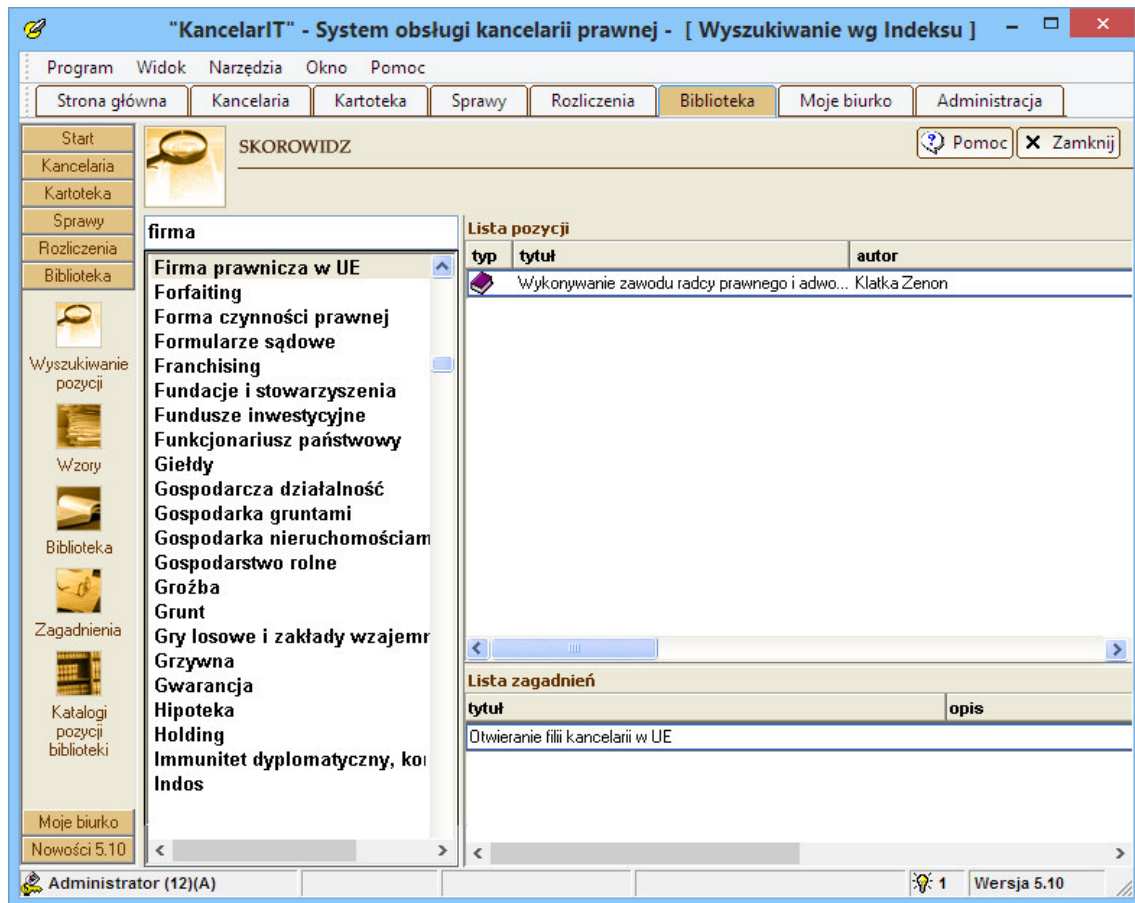 "KancelarIT" - System obsługi kancelarii prawnej - [ Wyszukiwanie wg Indeksu ]
Program Widok Narzędzia Okno Pomoc
Strona główna Kancelaria Kartoteka Sprawy Rozliczenia Biblioteka Moje biurko Administracja
Start
Kancelaria
Kartoteka
Sprawy
Rozliczenia
Biblioteka
Wyszukiwanie
pozycji
Wzory
Biblioteka
Zagadnienia
Katalogi
pozycji
biblioteki
Moje biurko
Nowości 5.10
SKOROWIDZ
Pomoc Zamknij
firma
Firma prawnicza w UE
Forfaiting
Forma czynności prawnej
Formularze sądowe
Franchising
Fundacje i stowarzyszenia
Fundusze inwestycyjne
Funkcjonariusz państwowy
Giełdy
Gospodarcza działalność
Gospodarka gruntami
Gospodarka nieruchomościam
Gospodarstwo rolne
Groźba
Grunt
Gry losowe i zakłady wzajemn
Grzywna
Gwarancja
Hipoteka
Holding
Immunitet dyplomatyczny, kon
Indos
Lista pozycji
typ tytuł autor
Wykonywanie zawodu radcy prawnego i adwo... Klatka Zenon
Lista zagadnień
tytuł opis
Otwieranie filii kancelarii w UE
Administrator (12)(A) 1 Wersja 5.10